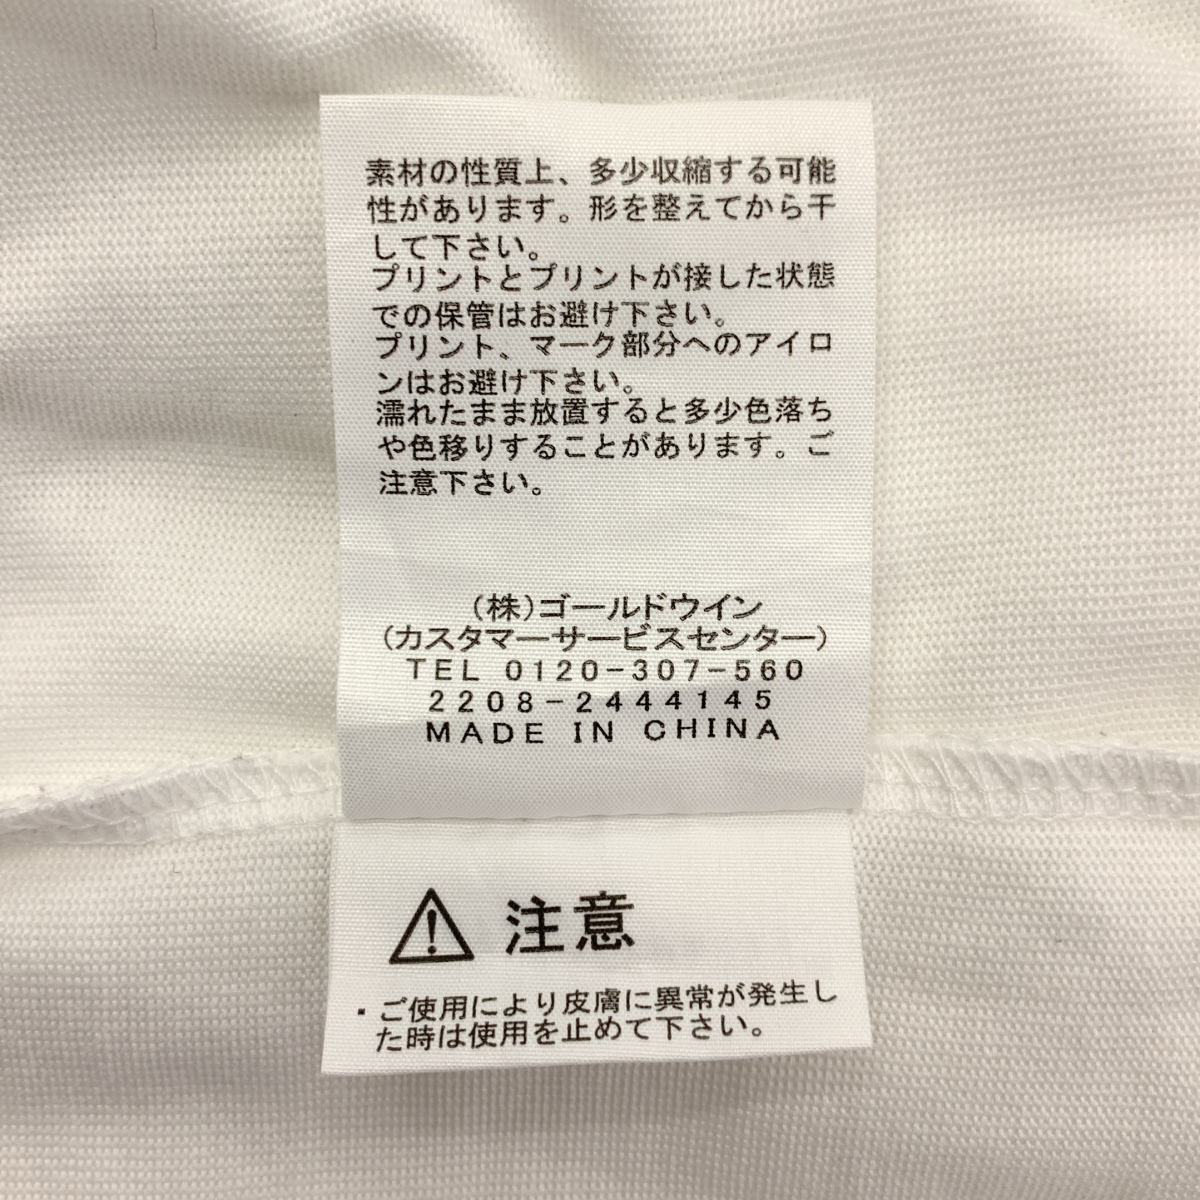 素材の性質上、多少収縮する可能
性があります。形を整えてから干
して下さい。
プリントとプリントが接した状態
での保管はお避け下さい。
プリント、マーク部分へのアイロ
ンはお避け下さい。
濡れたまま放置すると多少色落ち
や色移りすることがあります。ご
注意下さい。
(株)ゴールドウイン
(カスタマーサービスセンター)
TEL 0120-307-560
2208-2444145
MADE IN CHINA
注意
・ご使用により皮膚に異常が発生し
た時は使用を止めて下さい。